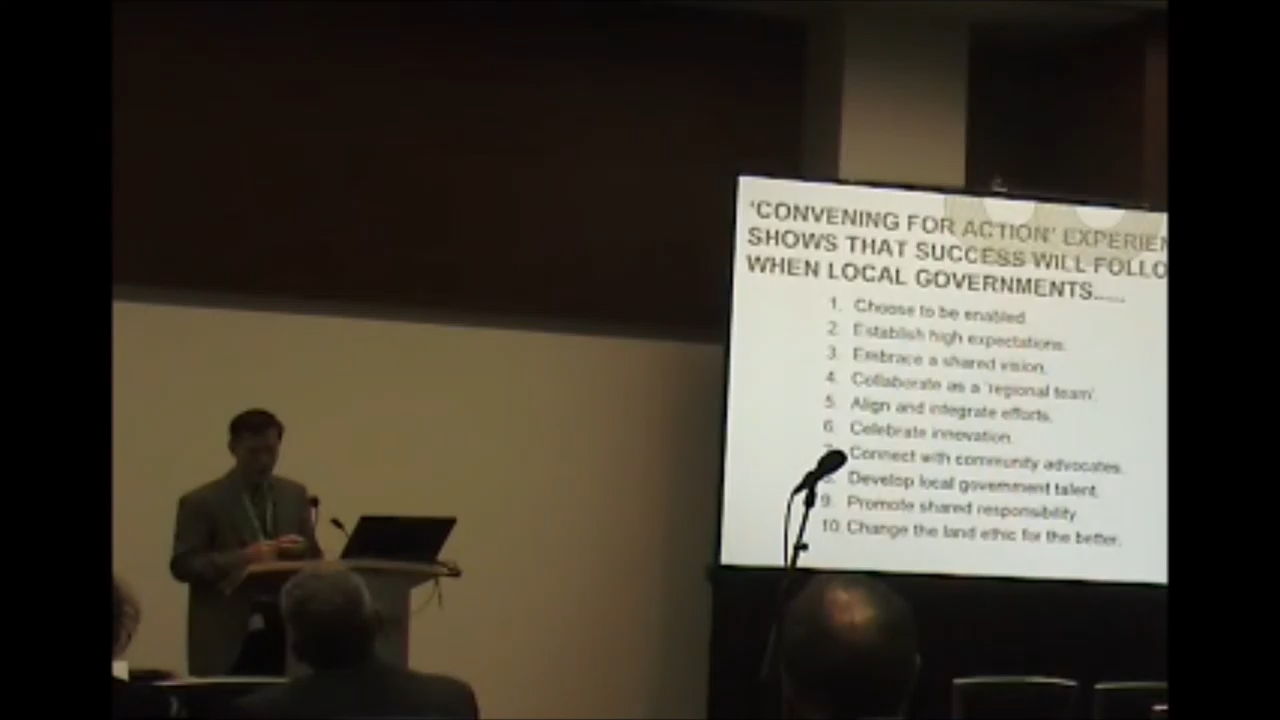 'CONVENING FOR ACTION' EXPERIEN
SHOWS THAT SUCCESS WILL FOLLO
WHEN LOCAL GOVERNMENTS.....
1. Choose to be enabled.
2. Establish high expectations.
3. Embrace a shared vision.
4. Collaborate as a 'regional team'.
5. Align and integrate efforts.
6. Celebrate innovation.
Connect with community advocates.
Develop local government talent.
9. Promote shared responsibility
10. Change the land ethic for the better.